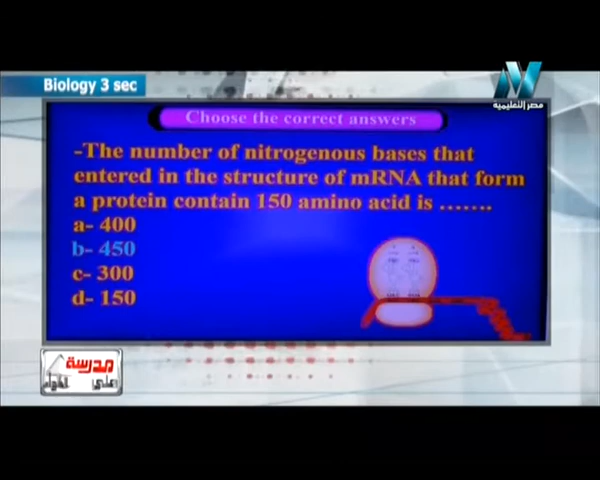 Biology 3 sec
مصر التعليمية
Choose the correct answers
-The number of nitrogenous bases that
entered in the structure of mRNA that form
a protein contain 150 amino acid is …….
a- 400
b- 450
c- 300
d- 150
مدرسة
على الهواء